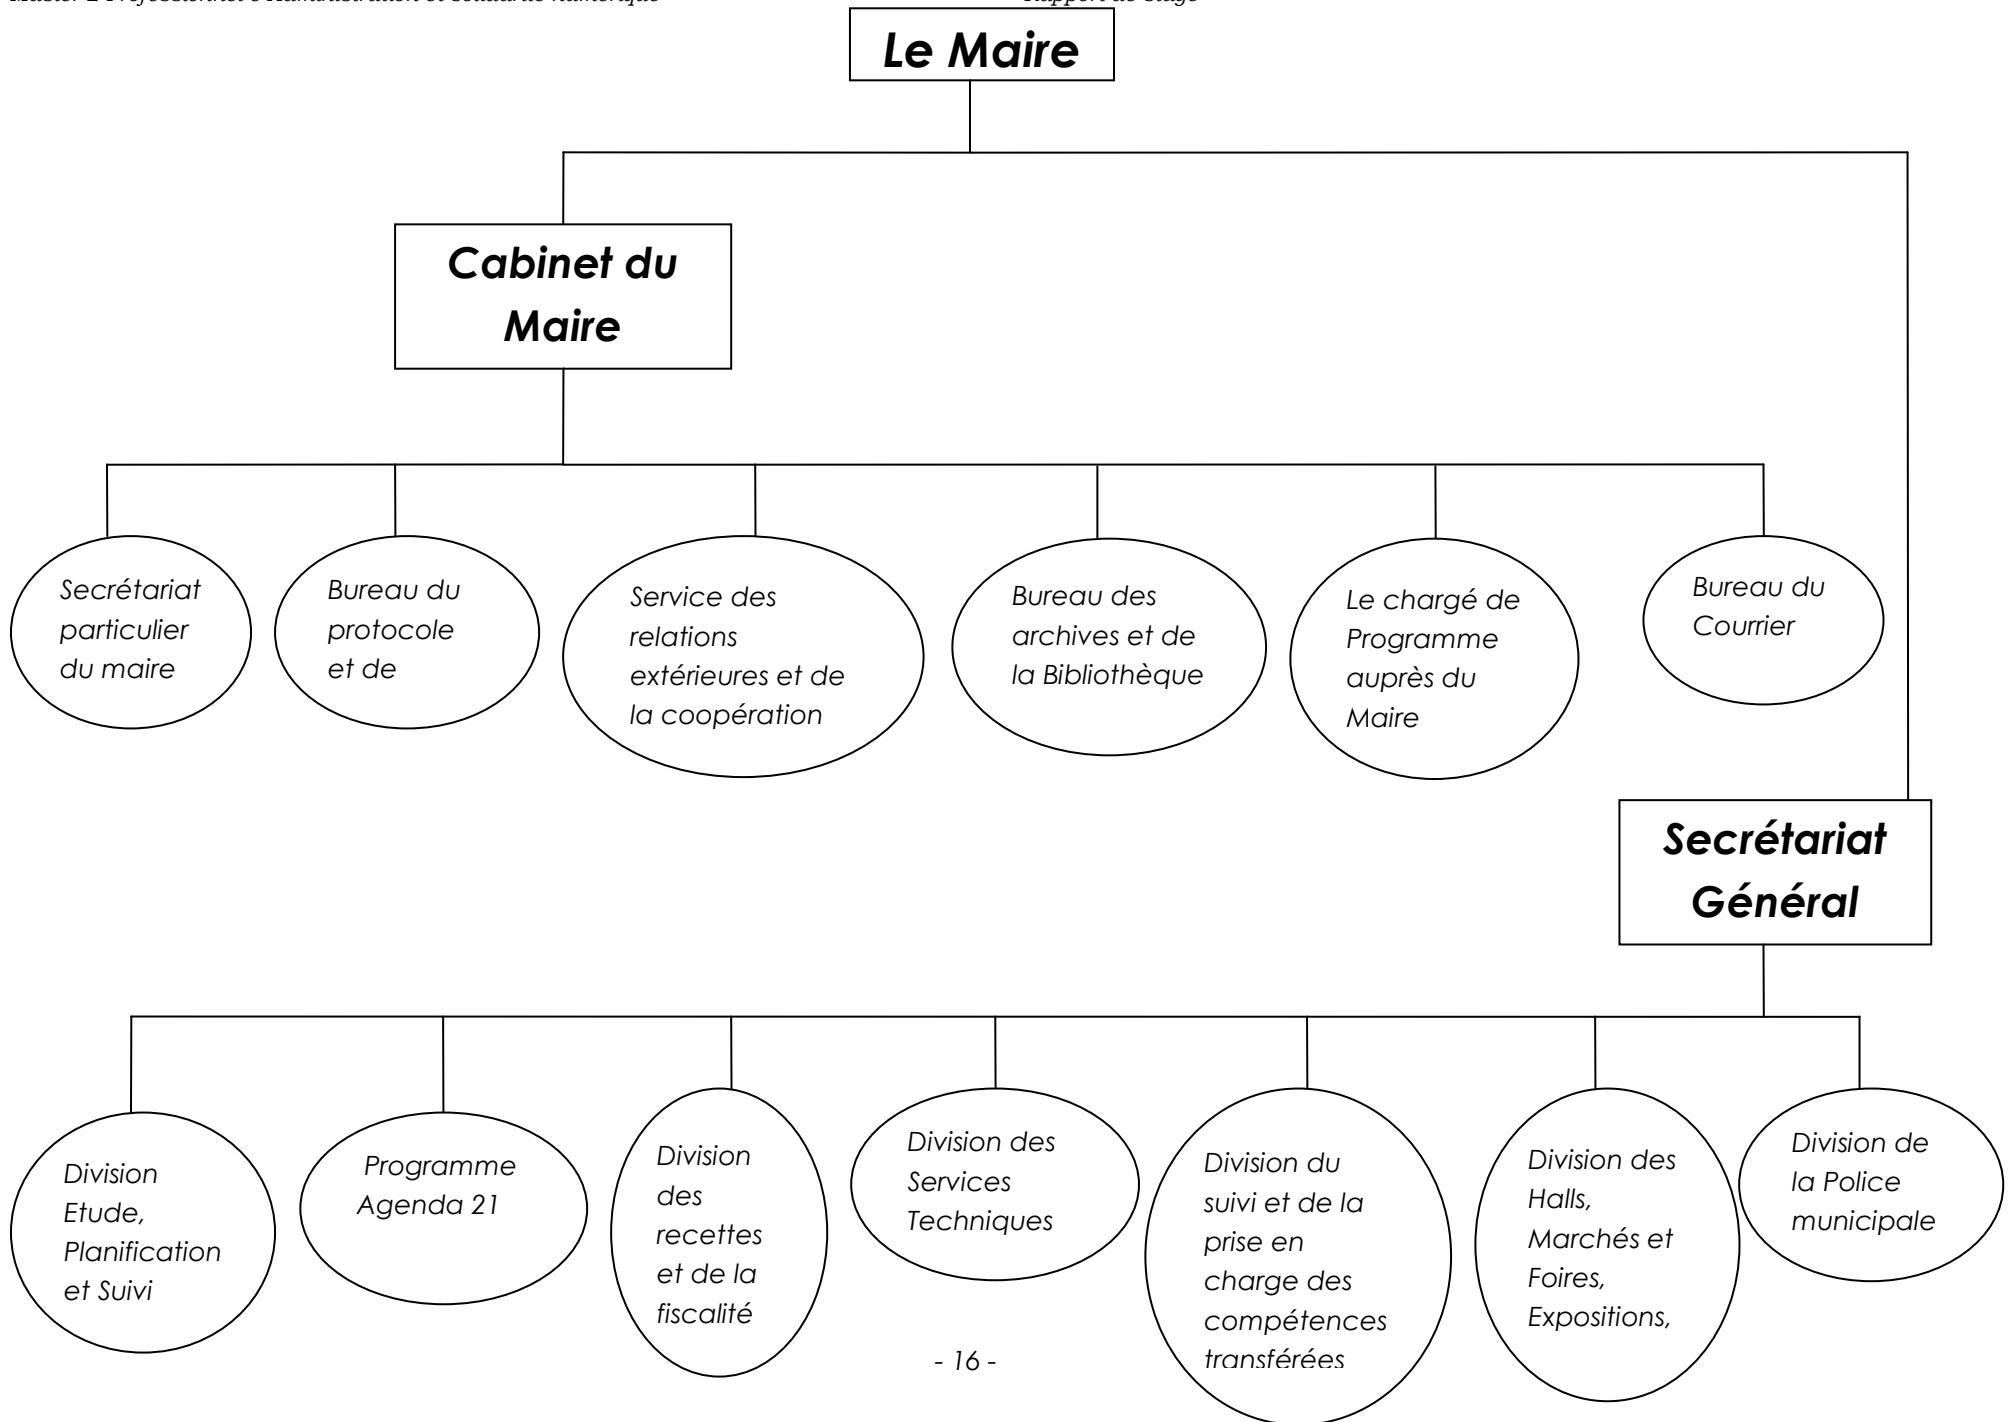 Le Maire
Cabinet du
Maire
Secrétariat
particulier
du maire
Bureau du
protocole
et de
Service des
relations
extérieures et de
la coopération
Bureau des
archives et de
la Bibliothèque
Le chargé de
Programme
auprès du
Maire
Bureau du
Courrier
Secrétariat
Général
Division
Etude,
Planification
et Suivi
Programme
Agenda 21
Division
des
recettes
et de la
fiscalité
Division des
Services
Techniques
Division du
suivi et de la
prise en
charge des
compétences
transférées
Division des
Halls,
Marchés et
Foires,
Expositions,
Division de
la Police
municipale
- 16 -